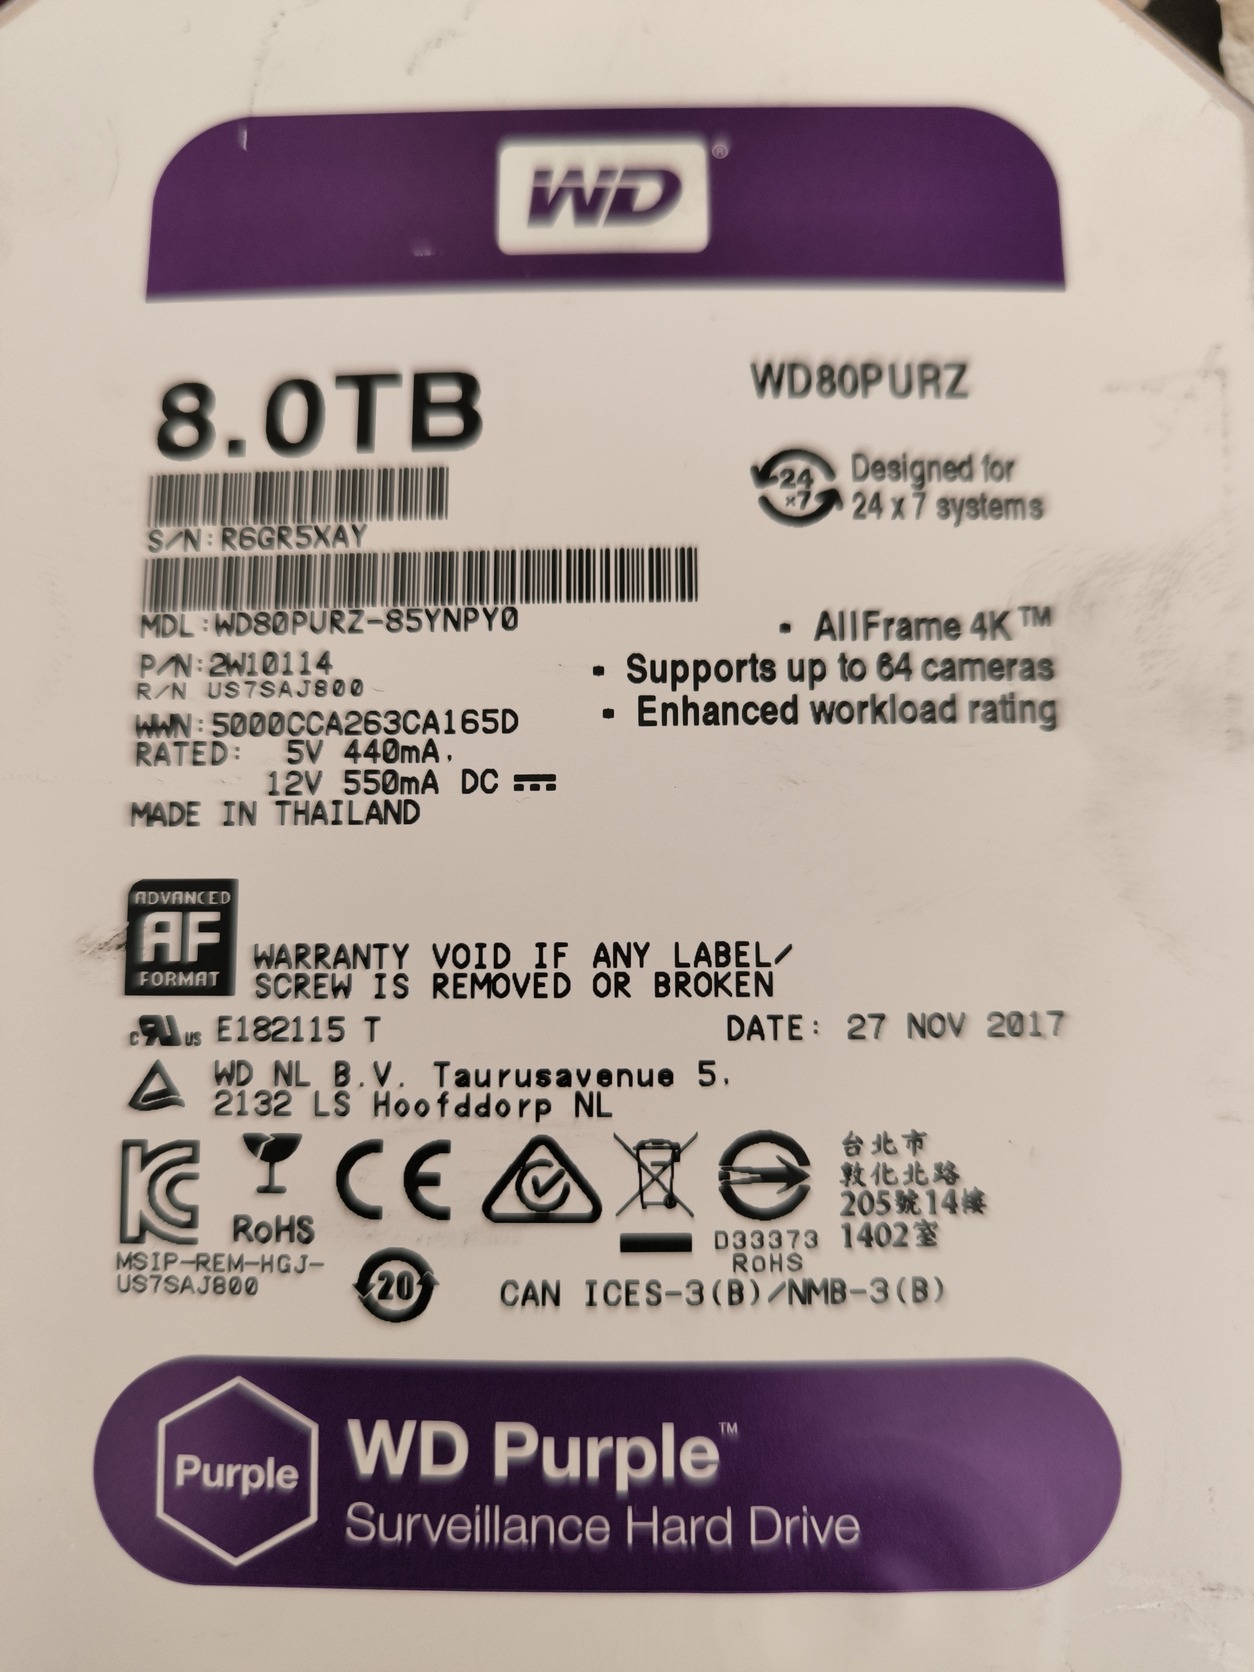 WD®
8.0TB
WD80PURZ
24x7
Designed for
24 x 7 systems
S/N:R6GR5XAY
MDL:WD80PURZ-85YNPY0
P/N:2W10114
R/N US7SAJ800
WWN:5000CCA263CA165D
RATED: 5V 440mA,
12V 550mA DC
MADE IN THAILAND
• AllFrame 4K™
• Supports up to 64 cameras
• Enhanced workload rating
ADVANCED
AF
FORMAT
WARRANTY VOID IF ANY LABEL/
SCREW IS REMOVED OR BROKEN
c RU us E182115 T
DATE: 27 NOV 2017
WD NL B.V. Taurusavenue 5,
2132 LS Hoofddorp NL
KC
RoHS
CE
MSIP-REM-HGJ-
US7SAJ800
20
D33373
RoHS
台北市
敦化北路
205號14樓
1402室
CAN ICES-3(B)/NMB-3(B)
Purple
WD Purple™
Surveillance Hard Drive